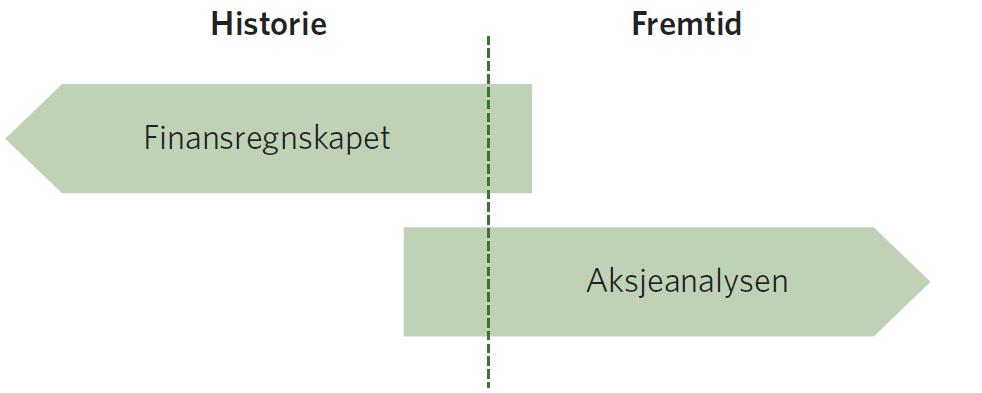 Historie
Fremtid
Finansregnskapet
Aksjeanalysen